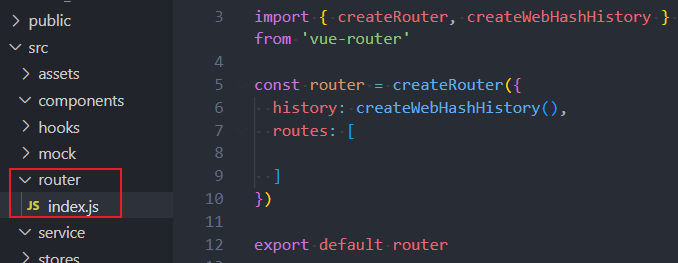 public
src
assets
components
hooks
mock
router
JS index.js
service
stores
3 import { createRouter, createWebHashHistory }
from 'vue-router'
4
5 const router = createRouter({
6 history: createWebHashHistory(),
7 routes: [
8
9 ]
10 })
11
12 export default router